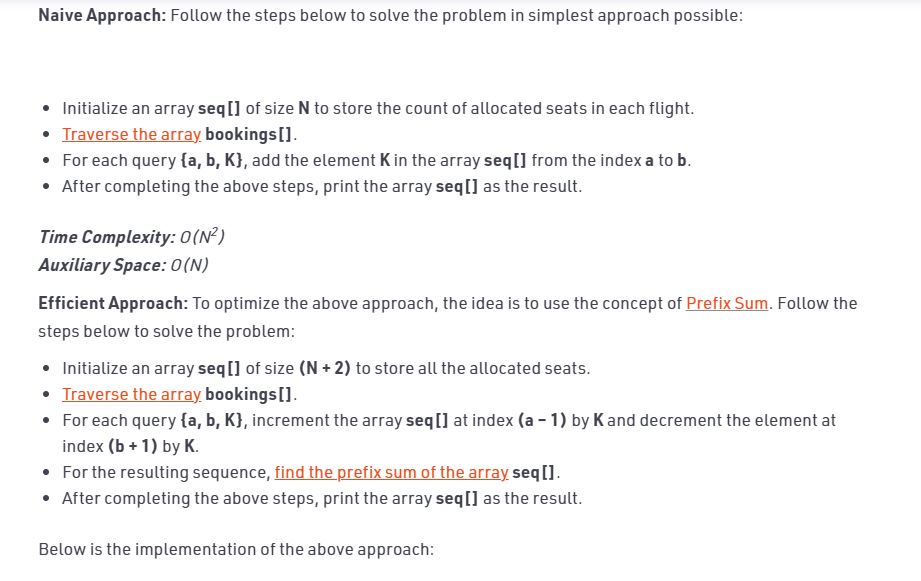 Naive Approach: Follow the steps below to solve the problem in simplest approach possible:
• Initialize an array seq[] of size N to store the count of allocated seats in each flight.
• Traverse the array bookings[].
• For each query {a, b, K}, add the element K in the array seq[] from the index a to b.
• After completing the above steps, print the array seq[] as the result.
Time Complexity: O(N²)
Auxiliary Space: O(N)
Efficient Approach: To optimize the above approach, the idea is to use the concept of Prefix Sum. Follow the
steps below to solve the problem:
• Initialize an array seq[] of size (N + 2) to store all the allocated seats.
• Traverse the array bookings[].
• For each query {a, b, K}, increment the array seq[] at index (a – 1) by K and decrement the element at
index (b + 1) by K.
• For the resulting sequence, find the prefix sum of the array seq[].
• After completing the above steps, print the array seq[] as the result.
Below is the implementation of the above approach: